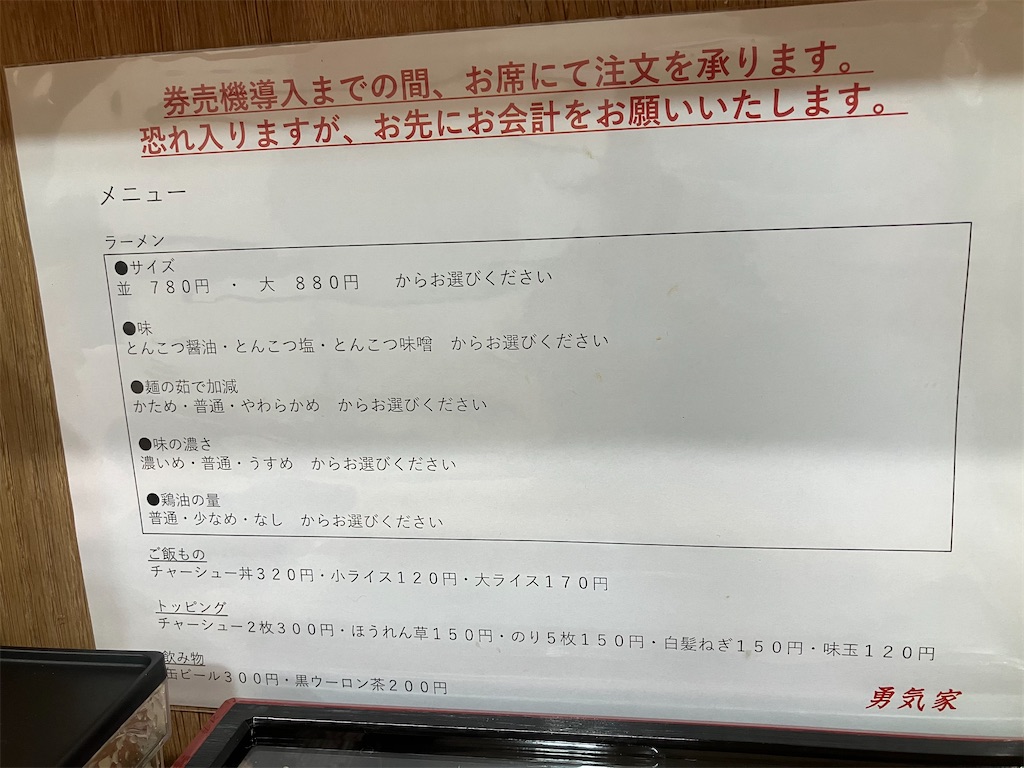 券売機導入までの間、お席にて注文を承ります。
恐れ入りますが、お先にお会計をお願いいたします。
メニュー
ラーメン
●サイズ
並　７８０円　・　大　８８０円　　からお選びください
●味
とんこつ醤油・とんこつ塩・とんこつ味噌　からお選びください
●麺の茹で加減
かため・普通・やわらかめ　からお選びください
●味の濃さ
濃いめ・普通・うすめ　からお選びください
●鶏油の量
普通・少なめ・なし　からお選びください
ご飯もの
チャーシュー丼３２０円・小ライス１２０円・大ライス１７０円
トッピング
チャーシュー２枚３００円・ほうれん草１５０円・のり５枚１５０円・白髪ねぎ１５０円・味玉１２０円
飲み物
缶ビール３００円・黒ウーロン茶２００円
勇気家